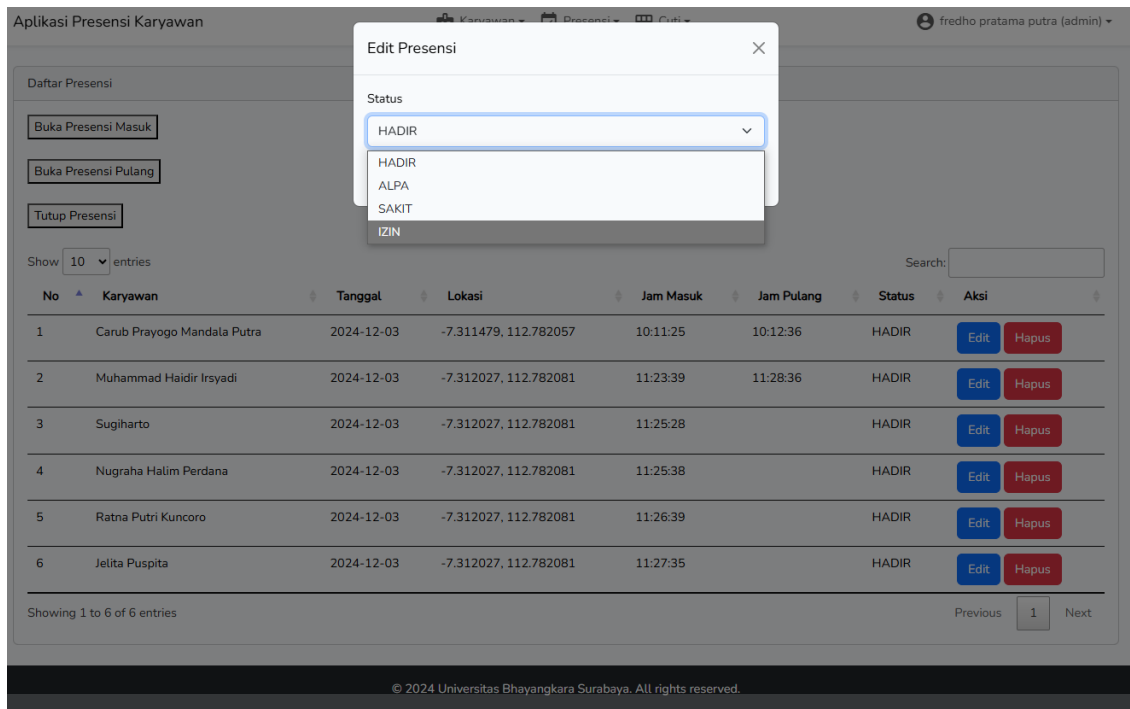 Aplikasi Presensi Karyawan Karyawan Presensi Cuti fredho pratama putra (admin)
Edit Presensi
Status
HADIR
HADIR
ALPA
SAKIT
IZIN
Daftar Presensi
Buka Presensi Masuk
Buka Presensi Pulang
Tutup Presensi
Show 10 entries Search:
No Karyawan Tanggal Lokasi Jam Masuk Jam Pulang Status Aksi
1 Carub Prayogo Mandala Putra 2024-12-03 -7.311479, 112.782057 10:11:25 10:12:36 HADIR Edit Hapus
2 Muhammad Haidir Irsyadi 2024-12-03 -7.312027, 112.782081 11:23:39 11:28:36 HADIR Edit Hapus
3 Sugiharto 2024-12-03 -7.312027, 112.782081 11:25:28 HADIR Edit Hapus
4 Nugraha Halim Perdana 2024-12-03 -7.312027, 112.782081 11:25:38 HADIR Edit Hapus
5 Ratna Putri Kuncoro 2024-12-03 -7.312027, 112.782081 11:26:39 HADIR Edit Hapus
6 Jelita Puspita 2024-12-03 -7.312027, 112.782081 11:27:35 HADIR Edit Hapus
Showing 1 to 6 of 6 entries Previous 1 Next
© 2024 Universitas Bhayangkara Surabaya. All rights reserved.